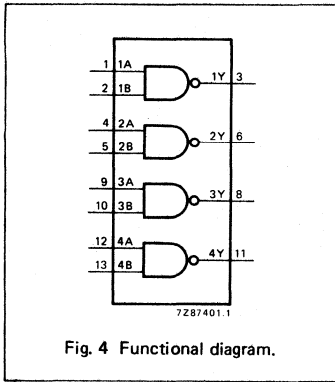 1 1A 1Y 3
2 1B
4 2A 2Y 6
5 2B
9 3A 3Y 8
10 3B
12 4A 4Y 11
13 4B
7Z87401.1
Fig. 4 Functional diagram.